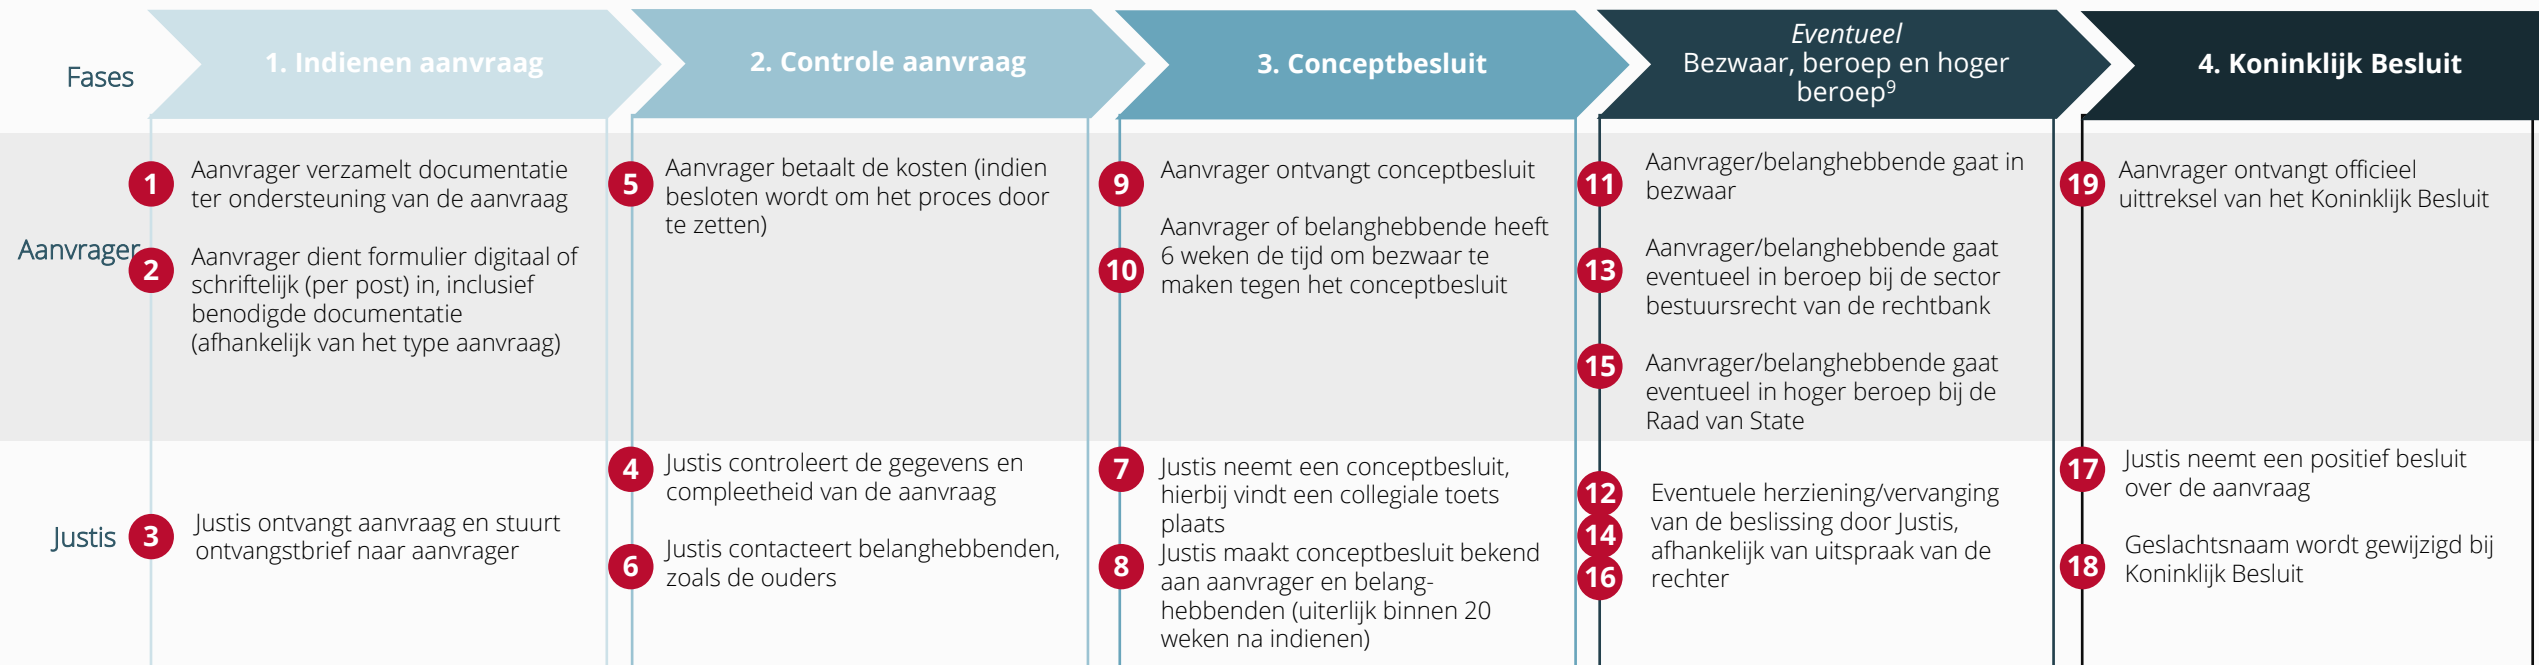 Fases
1. Indienen aanvraag
2. Controle aanvraag
3. Conceptbesluit
Eventueel
Bezwaar, beroep en hoger
beroep⁹
4. Koninklijk Besluit
Aanvrager
1
Aanvrager verzamelt documentatie
ter ondersteuning van de aanvraag
2
Aanvrager dient formulier digitaal of
schriftelijk (per post) in, inclusief
benodigde documentatie
(afhankelijk van het type aanvraag)
5
Aanvrager betaalt de kosten (indien
besloten wordt om het proces door
te zetten)
9
Aanvrager ontvangt conceptbesluit
10
Aanvrager of belanghebbende heeft
6 weken de tijd om bezwaar te
maken tegen het conceptbesluit
11
Aanvrager/belanghebbende gaat in
bezwaar
13
Aanvrager/belanghebbende gaat
eventueel in beroep bij de sector
bestuursrecht van de rechtbank
15
Aanvrager/belanghebbende gaat
eventueel in hoger beroep bij de
Raad van State
19
Aanvrager ontvangt officieel
uittreksel van het Koninklijk Besluit
Justis
3
Justis ontvangt aanvraag en stuurt
ontvangstbrief naar aanvrager
4
Justis controleert de gegevens en
compleetheid van de aanvraag
6
Justis contacteert belanghebbenden,
zoals de ouders
7
Justis neemt een conceptbesluit,
hierbij vindt een collegiale toets
plaats
8
Justis maakt conceptbesluit bekend
aan aanvrager en belang-
hebbenden (uiterlijk binnen 20
weken na indienen)
12
14
16
Eventuele herziening/vervanging
van de beslissing door Justis,
afhankelijk van uitspraak van de
rechter
17
Justis neemt een positief besluit
over de aanvraag
18
Geslachtsnaam wordt gewijzigd bij
Koninklijk Besluit